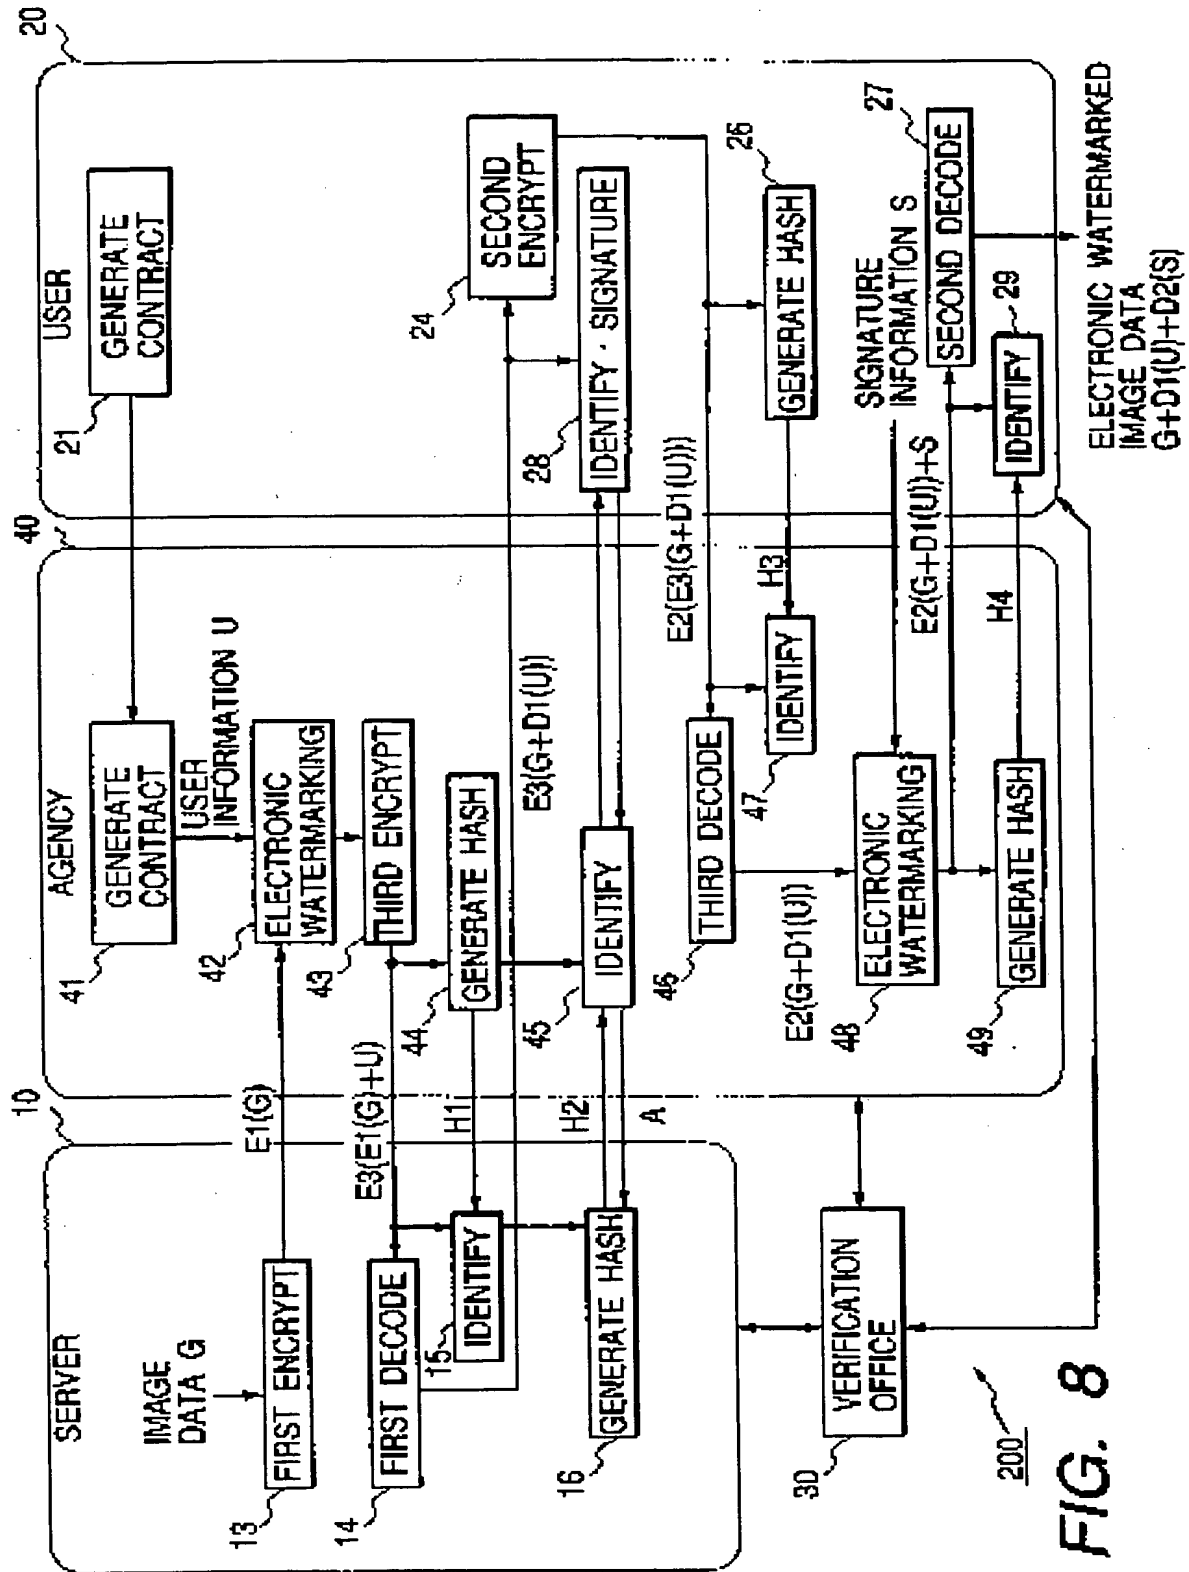 SERVER
10
IMAGE
DATA G
FIRST ENCRYPT
13
E1(G)
FIRST DECODE
14
E3(E1(G)+U)
IDENTIFY
15
H1
GENERATE HASH
16
H2
A
AGENCY
40
GENERATE
CONTRACT
41
USER
INFORMATION U
ELECTRONIC
WATERMARKING
42
THIRD ENCRYPT
43
GENERATE HASH
44
IDENTIFY
45
E3(G+D1(U))
THIRD DECODE
46
E2(E3(G+D1(U)))
IDENTIFY
47
H3
E2(G+D1(U))
ELECTRONIC
WATERMARKING
48
E2(G+D1(U))+S
GENERATE HASH
49
H4
USER
20
GENERATE
CONTRACT
21
SECOND
ENCRYPT
24
IDENTIFY · SIGNATURE
28
GENERATE HASH
26
SIGNATURE
INFORMATION S
SECOND DECODE
27
IDENTIFY
29
ELECTRONIC WATERMARKED
IMAGE DATA
G+D1(U)+D2(S)
VERIFICATION
OFFICE
30
200
FIG. 8